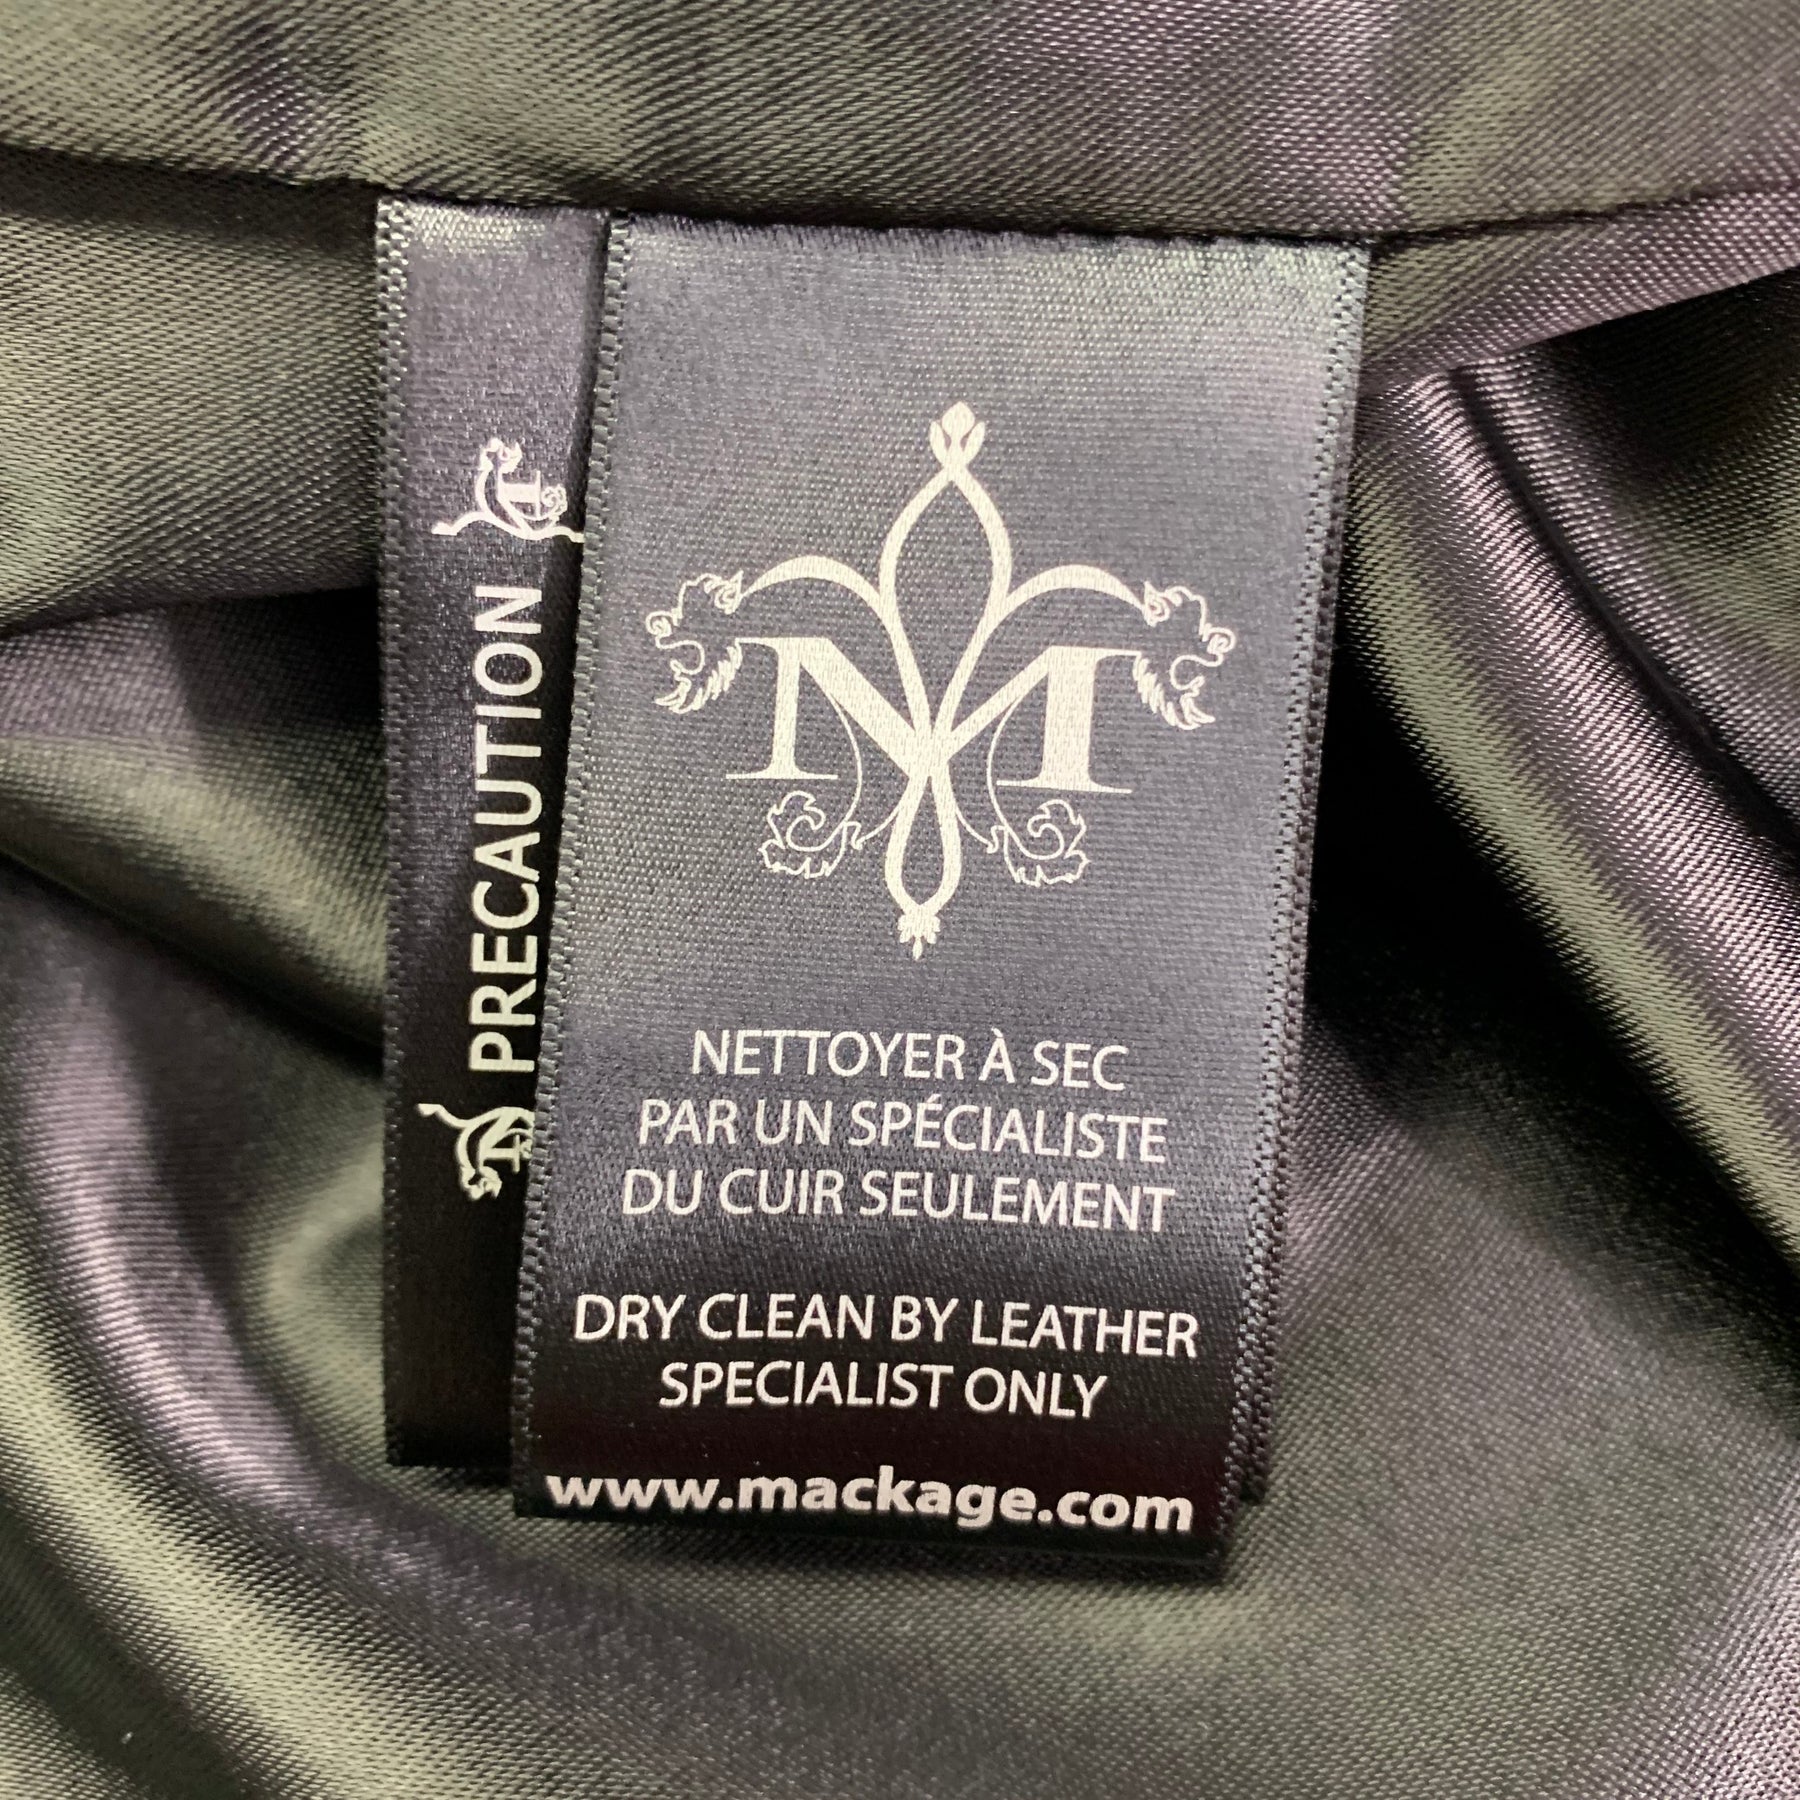 PRECAUTION
M
NETTOYER À SEC
PAR UN SPÉCIALISTE
DU CUIR SEULEMENT
DRY CLEAN BY LEATHER
SPECIALIST ONLY
www.mackage.com